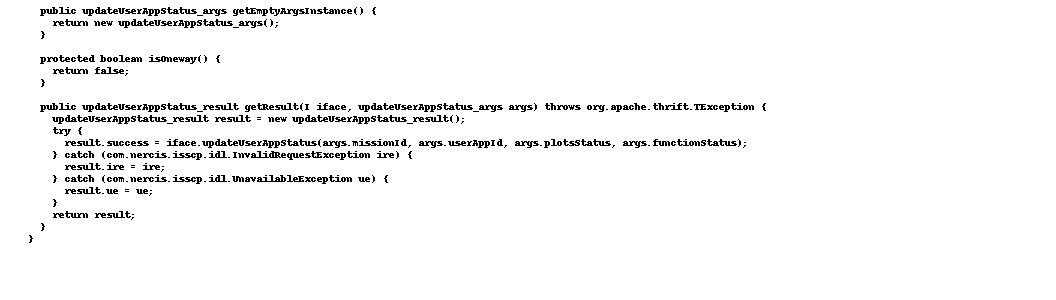 public updateUserAppStatus_args getEmptyArgsInstance() {
return new updateUserAppStatus_args();
}
protected boolean isOneway() {
return false;
}
public updateUserAppStatus_result getResult(I iface, updateUserAppStatus_args args) throws org.apache.thrift.TException {
updateUserAppStatus_result result = new updateUserAppStatus_result();
try {
result.success = iface.updateUserAppStatus(args.missionId, args.userAppId, args.plotsStatus, args.functionStatus);
} catch (com.nercis.isscp.idl.InvalidRequestException ire) {
result.ire = ire;
} catch (com.nercis.isscp.idl.UnavailableException ue) {
result.ue = ue;
}
return result;
}
}